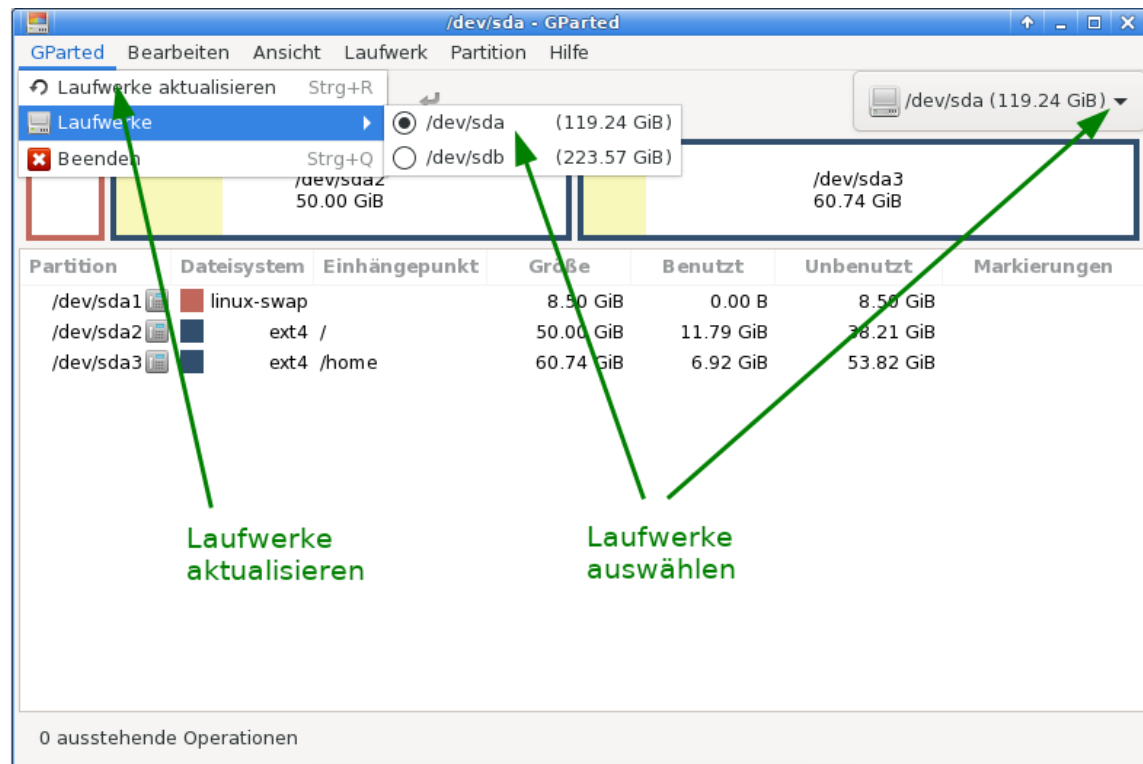 /dev/sda - GParted
GParted Bearbeiten Ansicht Laufwerk Partition Hilfe
Laufwerke aktualisieren Strg+R
/dev/sda (119.24 GiB)
Laufwerke
/dev/sda (119.24 GiB)
Beenden Strg+Q
/dev/sdb (223.57 GiB)
/dev/sda2
50.00 GiB
/dev/sda3
60.74 GiB
Partition Dateisystem Einhängepunkt Größe Benutzt Unbenutzt Markierungen
/dev/sda1 linux-swap 8.50 GiB 0.00 B 8.50 GiB
/dev/sda2 ext4 / 50.00 GiB 11.79 GiB 38.21 GiB
/dev/sda3 ext4 /home 60.74 GiB 6.92 GiB 53.82 GiB
Laufwerke
aktualisieren
Laufwerke
auswählen
0 ausstehende Operationen